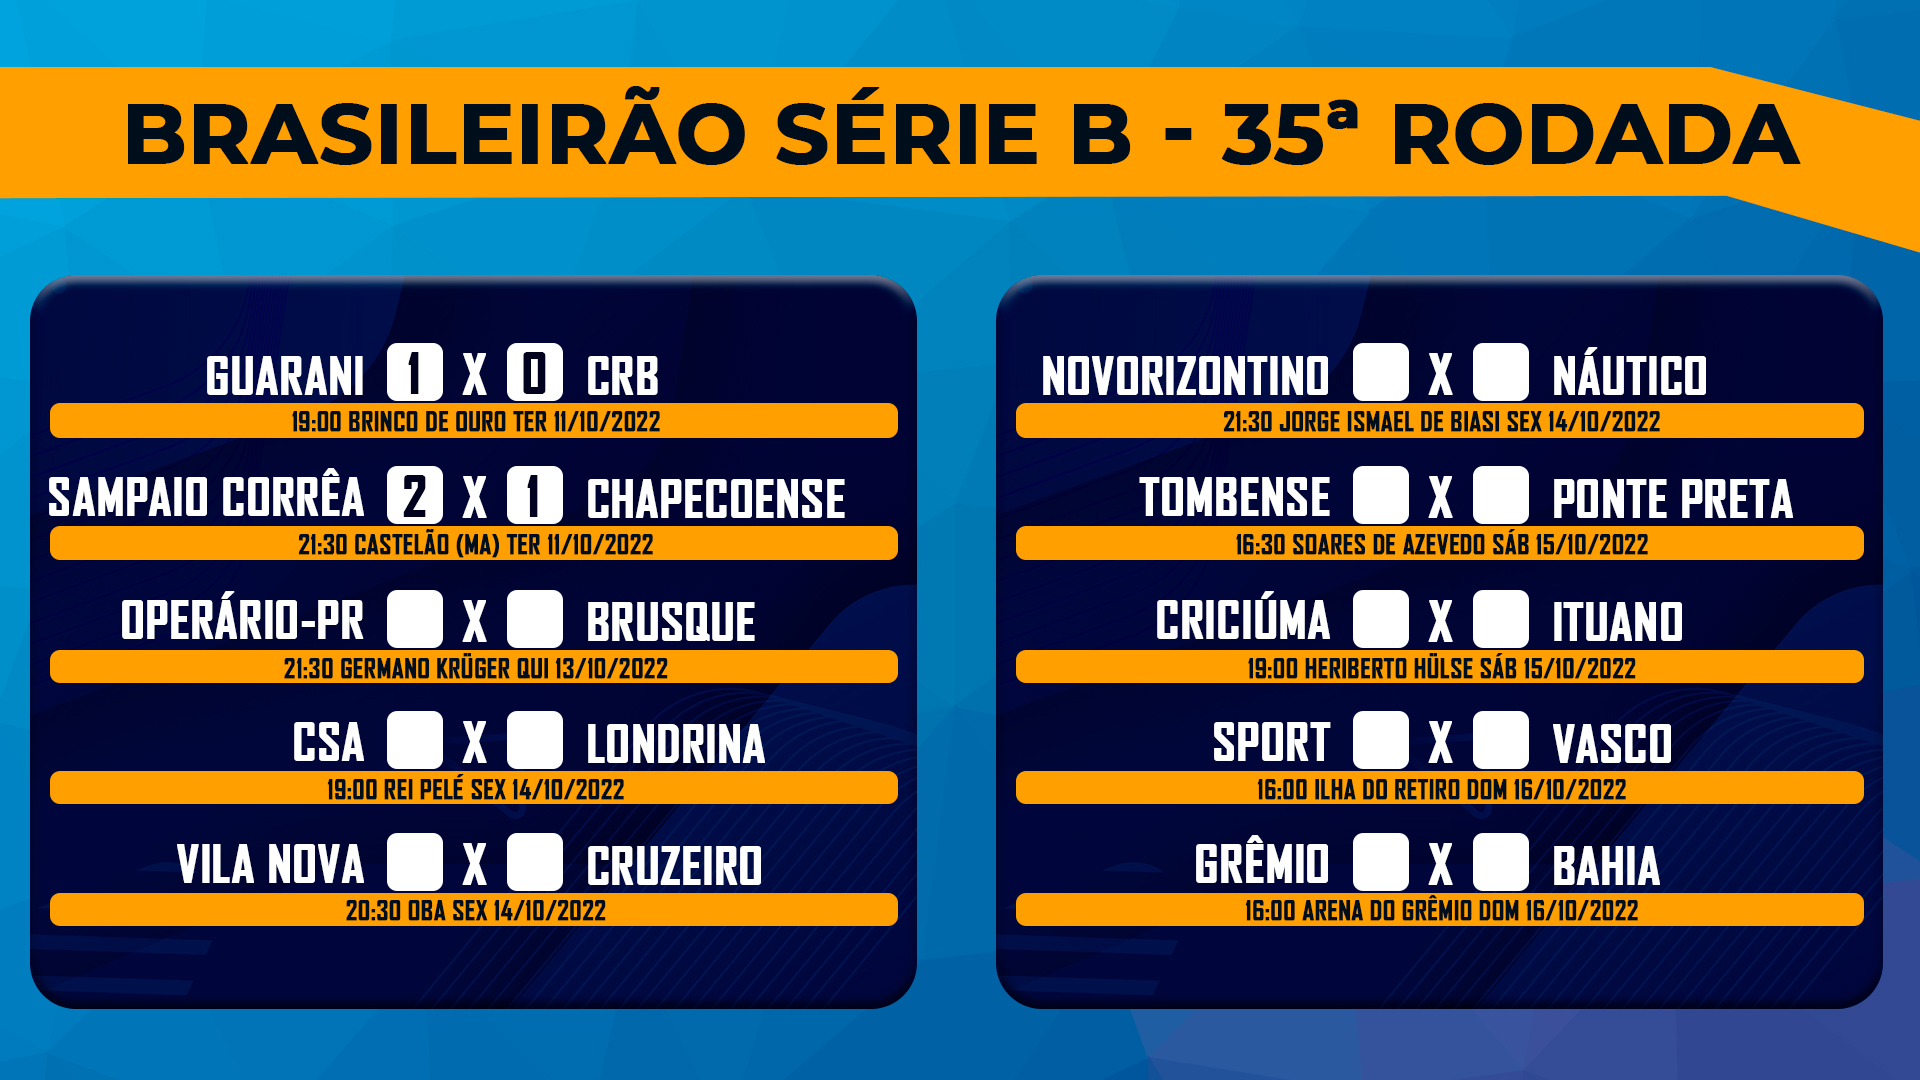 BRASILEIRÃO SÉRIE B - 35ª RODADA
GUARANI 1 X 0 CRB
19:00 BRINCO DE OURO TER 11/10/2022
SAMPAIO CORRÊA 2 X 1 CHAPECOENSE
21:30 CASTELÃO (MA) TER 11/10/2022
OPERÁRIO-PR X BRUSQUE
21:30 GERMANO KRÜGER QUI 13/10/2022
CSA X LONDRINA
19:00 REI PELÉ SEX 14/10/2022
VILA NOVA X CRUZEIRO
20:30 OBA SEX 14/10/2022
NOVORIZONTINO X NÁUTICO
21:30 JORGE ISMAEL DE BIASI SEX 14/10/2022
TOMBENSE X PONTE PRETA
16:30 SOARES DE AZEVEDO SÁB 15/10/2022
CRICIÚMA X ITUANO
19:00 HERIBERTO HÜLSE SÁB 15/10/2022
SPORT X VASCO
16:00 ILHA DO RETIRO DOM 16/10/2022
GRÊMIO X BAHIA
16:00 ARENA DO GRÊMIO DOM 16/10/2022